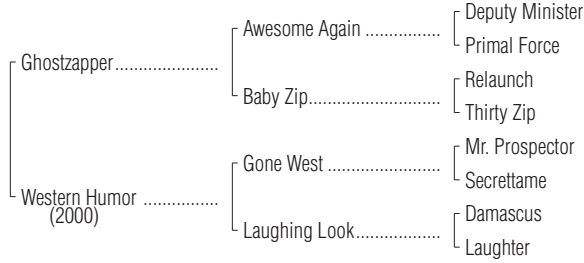 Deputy Minister
Awesome Again ..................
Primal Force
Ghostzapper.......................
Relaunch
Baby Zip...............................
Thirty Zip
Mr. Prospector
Gone West ...........................
Secrettame
Western Humor ..................
(2000)
Damascus
Laughing Look.....................
Laughter